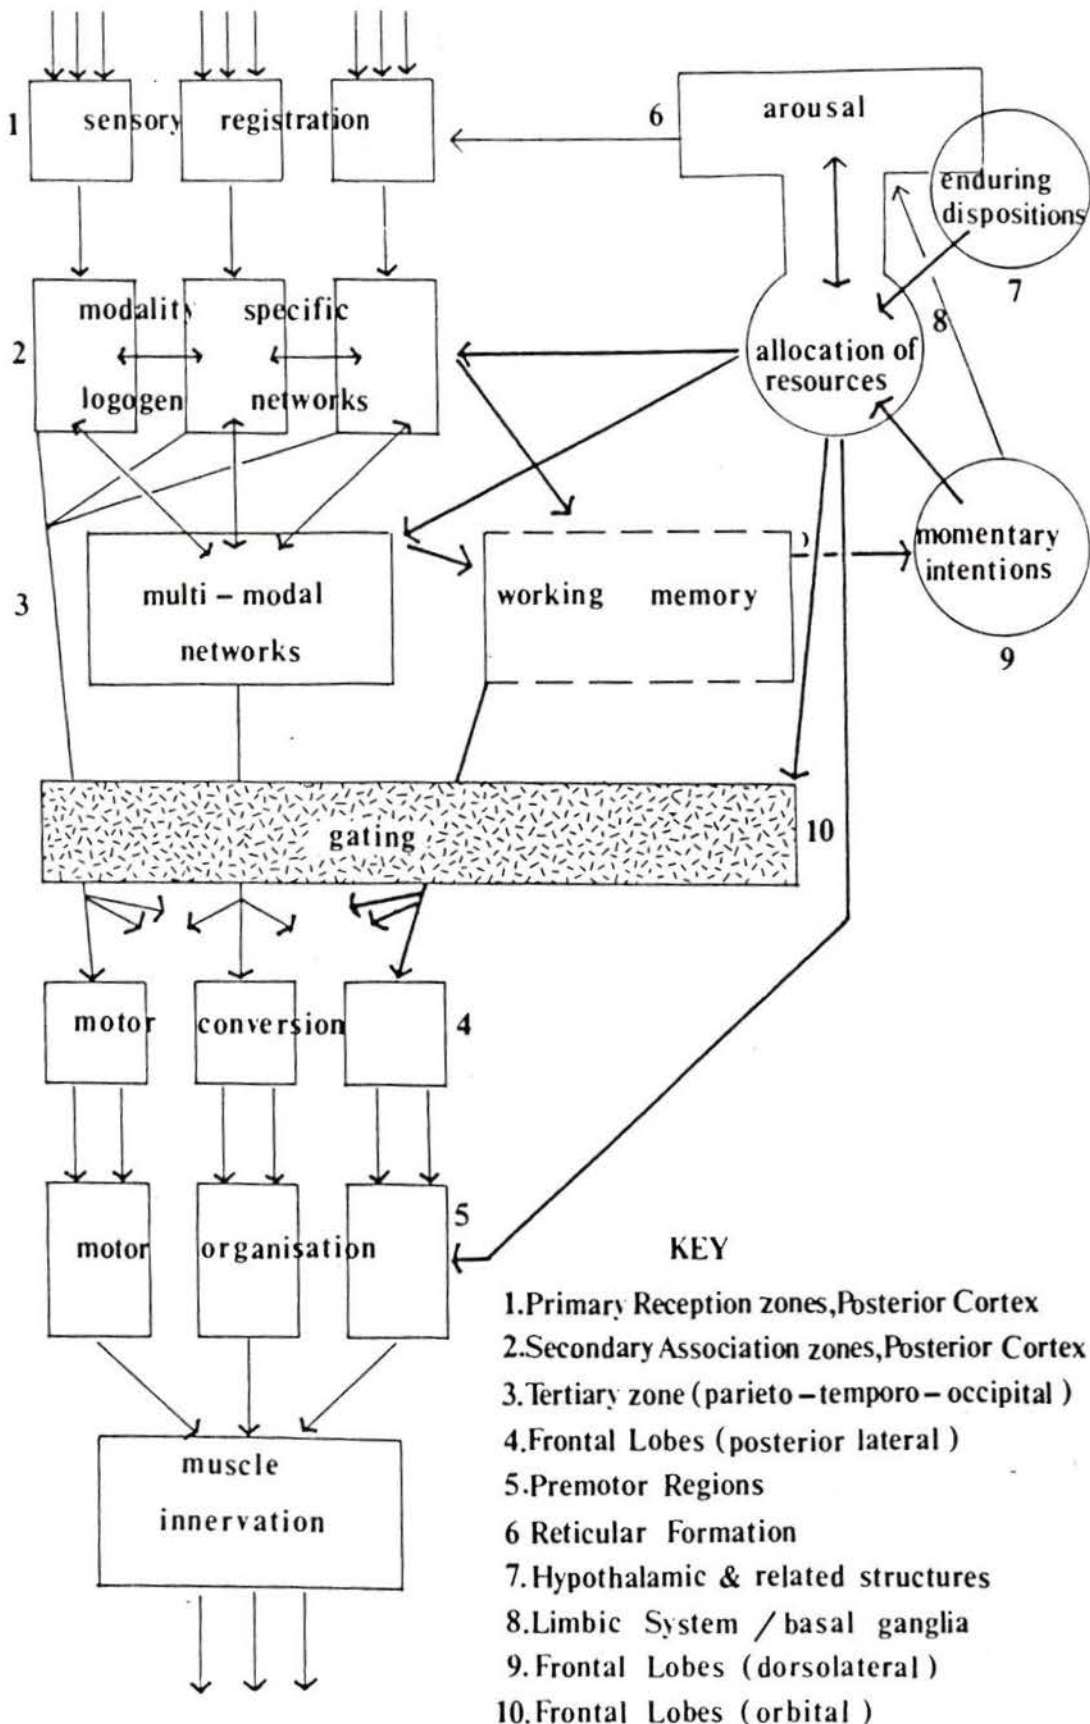 1 sensory registration
6 arousal
enduring
dispositions
7
modality specific
8
2
allocation of
resources
logogen networks
momentary
intentions
3 multi-modal
networks
working memory
9
gating
10
motor conversion
4
5
motor organisation
KEY
1.Primary Reception zones,Posterior Cortex
2.Secondary Association zones,Posterior Cortex
3.Tertiary zone (parieto-temporo-occipital)
4.Frontal Lobes (posterior lateral)
5.Premotor Regions
6 Reticular Formation
7.Hypothalamic & related structures
8.Limbic System / basal ganglia
9.Frontal Lobes (dorsolateral)
10.Frontal Lobes (orbital)
muscle
innervation